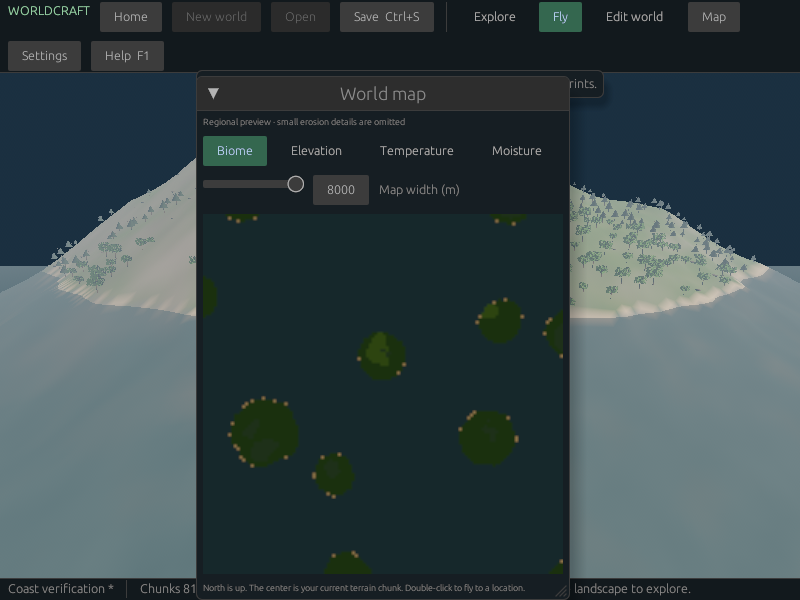 WORLDCRAFT Home New world Open Save Ctrl+S Explore Fly Edit world Map
Settings Help F1
rints.
World map
Regional preview - small erosion details are omitted
Biome Elevation Temperature Moisture
8000 Map width (m)
North is up. The center is your current terrain chunk. Double-click to fly to a location.
Coast verification * Chunks 81 landscape to explore.